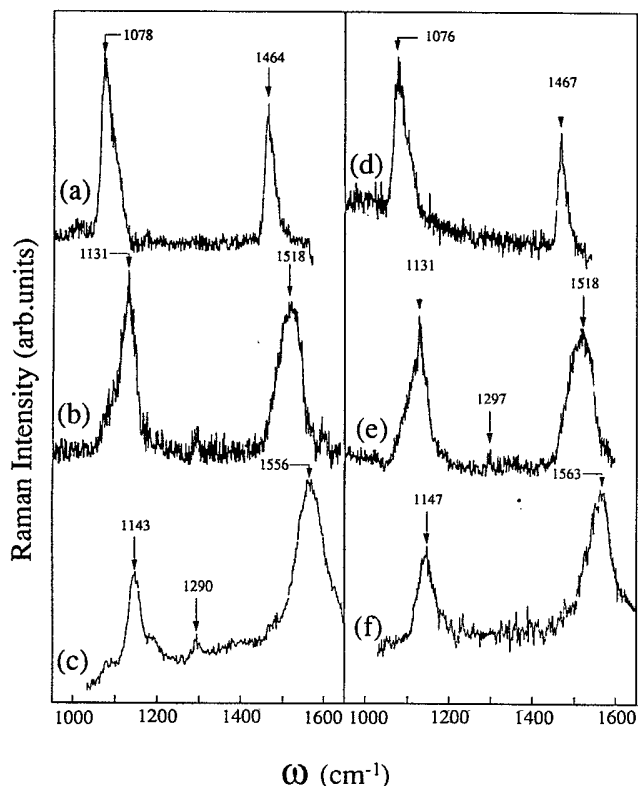 1078
1464
(a)
1131
1518
(b)
1556
1143
1290
(c)
1076
1467
(d)
1131
1518
1297
(e)
1563
1147
(f)
1000 1200 1400 1600
1000 1200 1400 1600
Raman Intensity (arb.units)
ω (cm⁻¹)